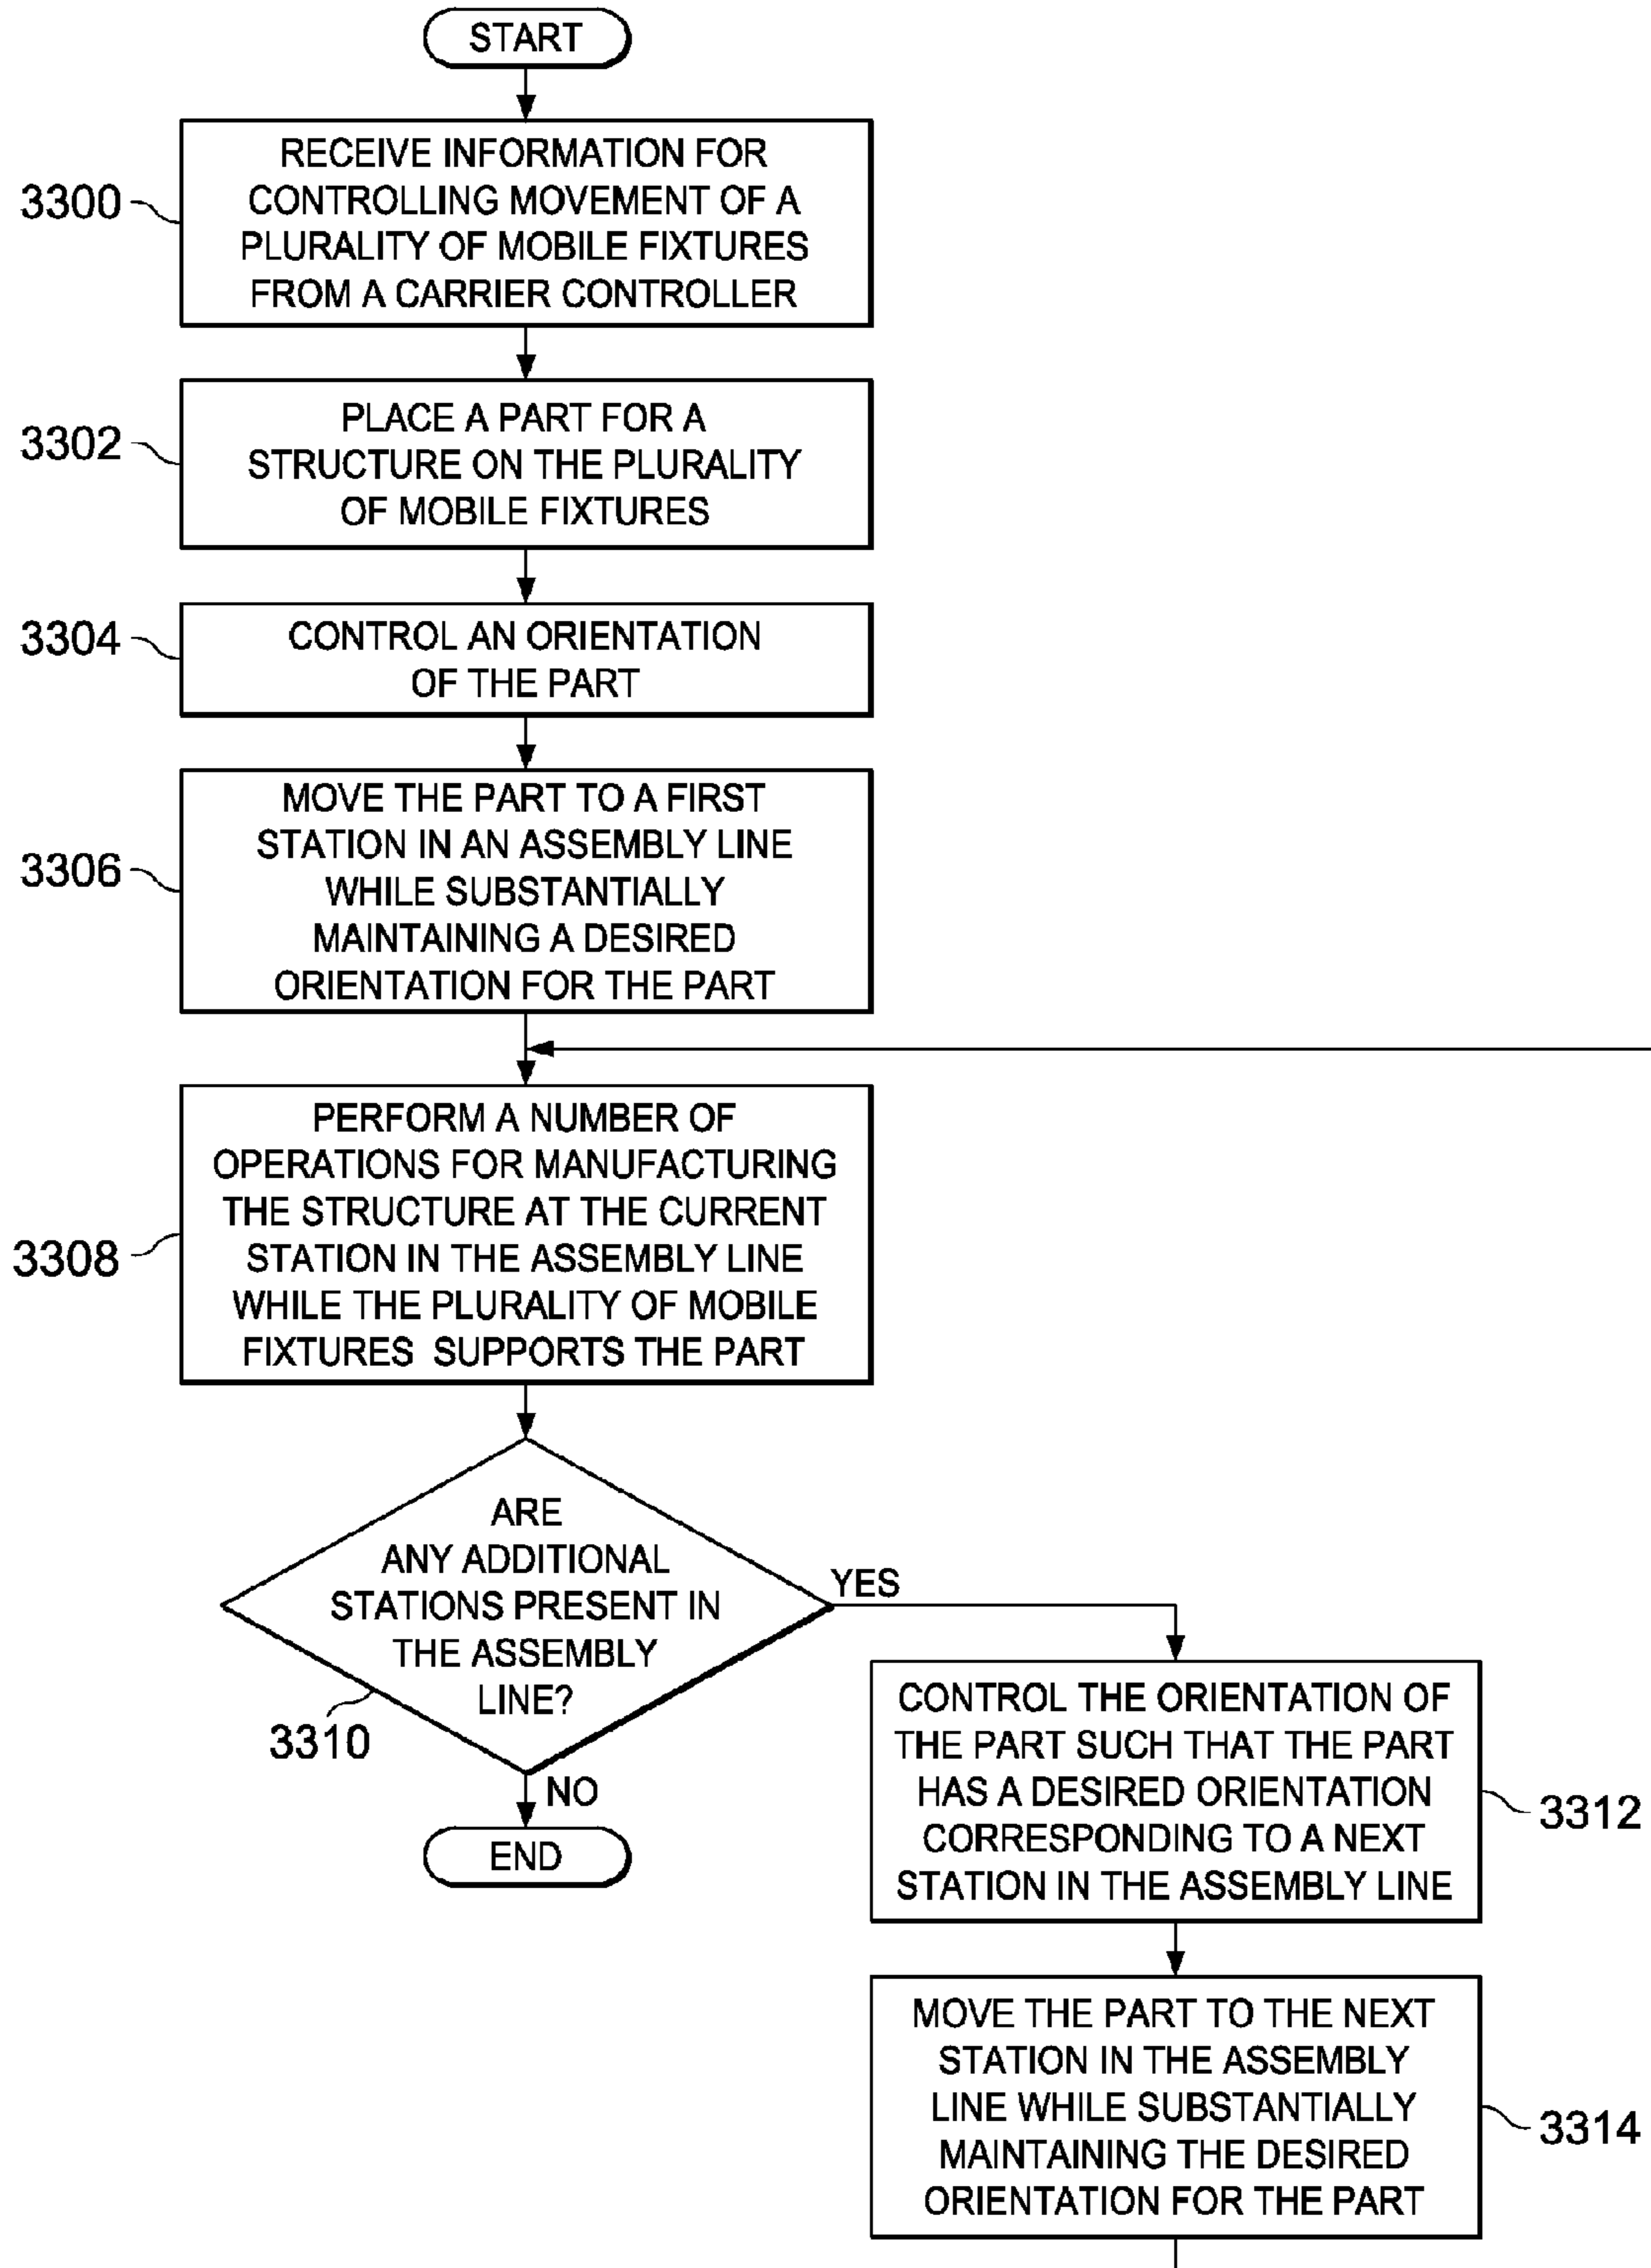 START
3300
RECEIVE INFORMATION FOR
CONTROLLING MOVEMENT OF A
PLURALITY OF MOBILE FIXTURES
FROM A CARRIER CONTROLLER
3302
PLACE A PART FOR A
STRUCTURE ON THE PLURALITY
OF MOBILE FIXTURES
3304
CONTROL AN ORIENTATION
OF THE PART
3306
MOVE THE PART TO A FIRST
STATION IN AN ASSEMBLY LINE
WHILE SUBSTANTIALLY
MAINTAINING A DESIRED
ORIENTATION FOR THE PART
3308
PERFORM A NUMBER OF
OPERATIONS FOR MANUFACTURING
THE STRUCTURE AT THE CURRENT
STATION IN THE ASSEMBLY LINE
WHILE THE PLURALITY OF MOBILE
FIXTURES SUPPORTS THE PART
ARE
ANY ADDITIONAL
STATIONS PRESENT IN
THE ASSEMBLY
LINE?
3310
YES
NO
END
CONTROL THE ORIENTATION OF
THE PART SUCH THAT THE PART
HAS A DESIRED ORIENTATION
CORRESPONDING TO A NEXT
STATION IN THE ASSEMBLY LINE
3312
MOVE THE PART TO THE NEXT
STATION IN THE ASSEMBLY
LINE WHILE SUBSTANTIALLY
MAINTAINING THE DESIRED
ORIENTATION FOR THE PART
3314